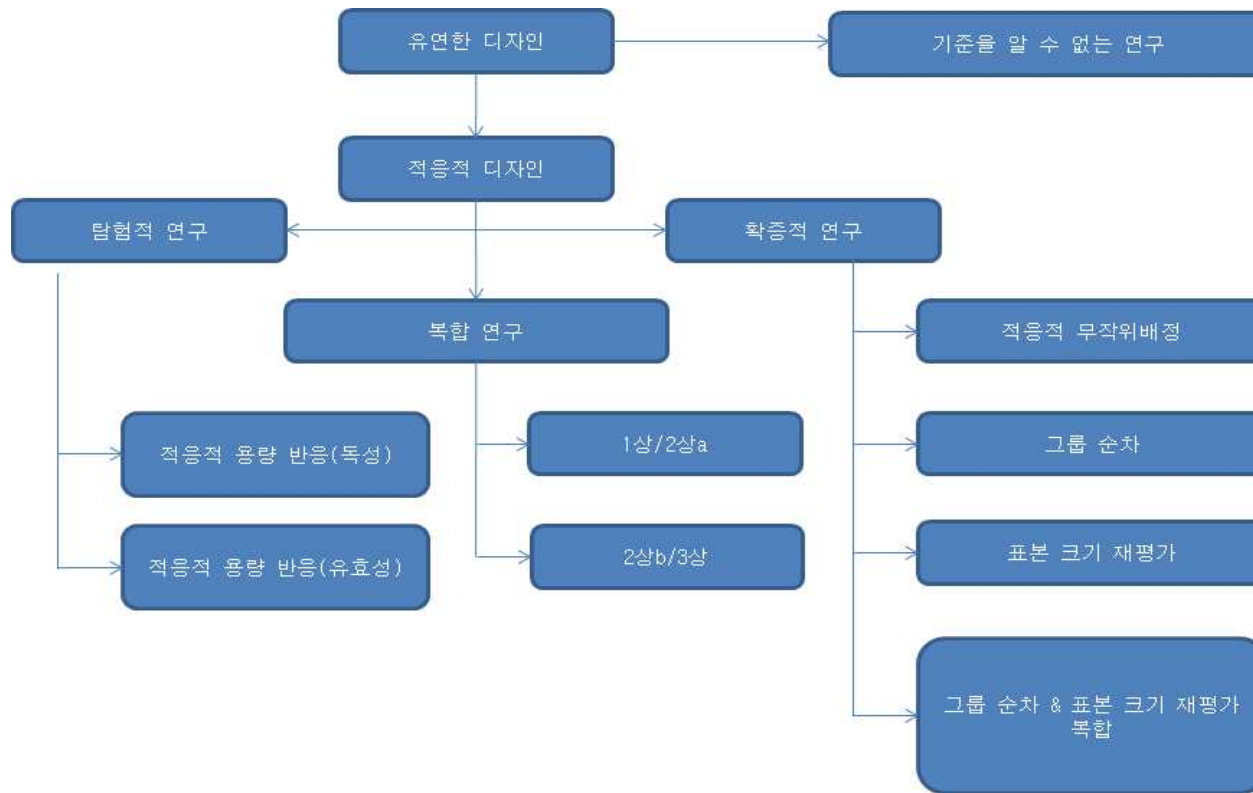 유연한 디자인
기준을 알 수 없는 연구
적응적 디자인
탐험적 연구
확증적 연구
복합 연구
적응적 무작위배정
적응적 용량 반응(독성)
1상/2상a
그룹 순차
적응적 용량 반응(유효성)
2상b/3상
표본 크기 재평가
그룹 순차 & 표본 크기 재평가
복합